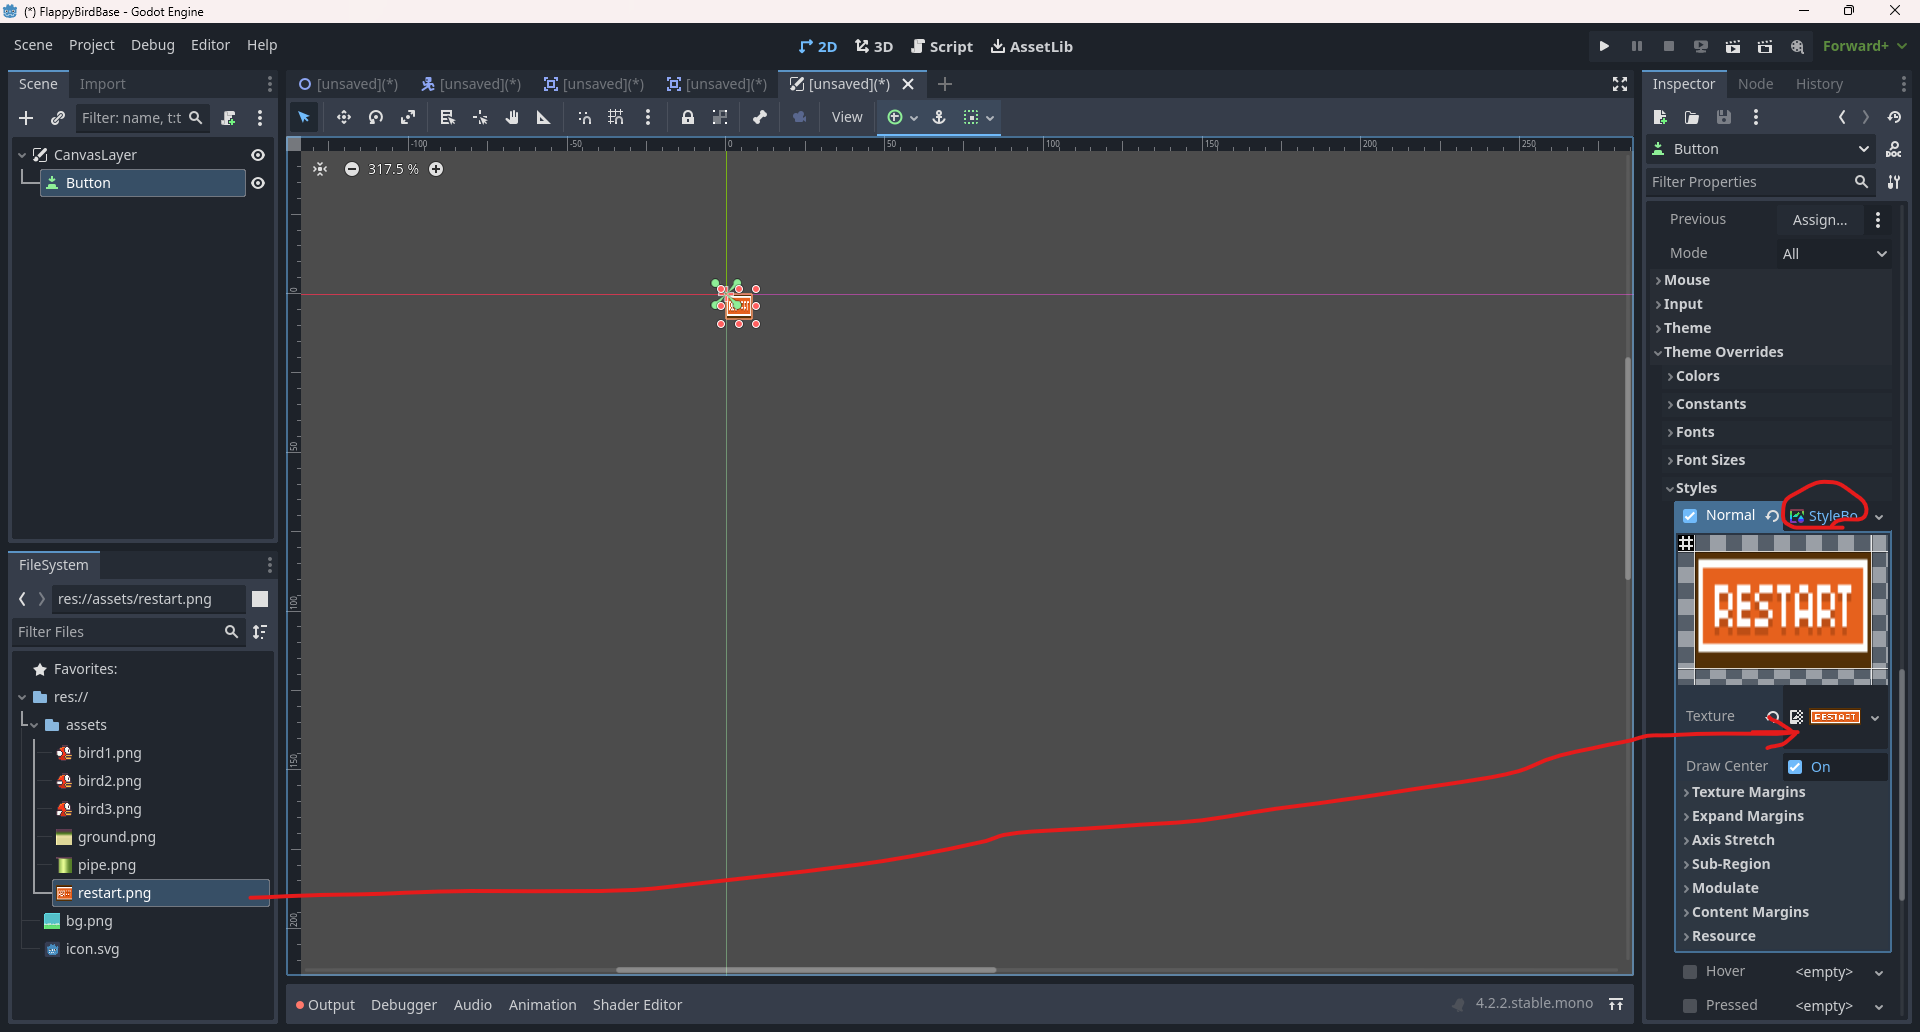 (*) FlappyBirdBase - Godot Engine
Scene Project Debug Editor Help
2D 3D Script AssetLib
Forward+
Scene Import
[unsaved](*) [unsaved](*) [unsaved](*) [unsaved](*) [unsaved](*)
Inspector Node History
Filter: name, t:t
View
CanvasLayer
Button
-100 -50 0 50 100 150 200 250
317.5 %
0
50
100
150
200
Button
Filter Properties
Previous Assign...
Mode All
Mouse
Input
Theme
Theme Overrides
Colors
Constants
Fonts
Font Sizes
Styles
Normal StyleBo
RESTART
Texture RESTART
Draw Center On
Texture Margins
Expand Margins
Axis Stretch
Sub-Region
Modulate
Content Margins
Resource
Hover <empty>
Pressed <empty>
FileSystem
res://assets/restart.png
Filter Files
Favorites:
res://
assets
bird1.png
bird2.png
bird3.png
ground.png
pipe.png
restart.png
bg.png
icon.svg
Output Debugger Audio Animation Shader Editor
4.2.2.stable.mono